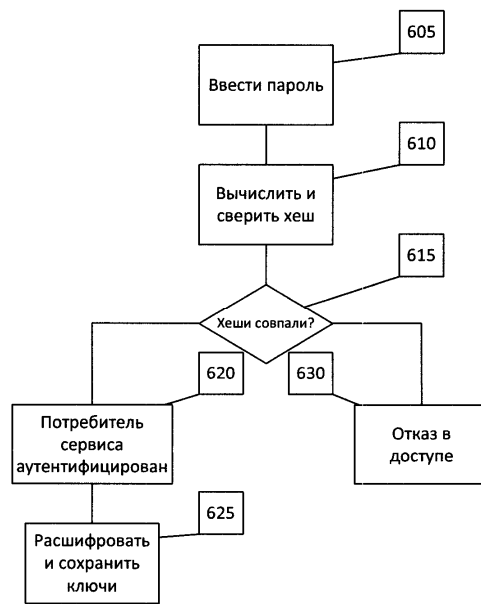 605
Ввести пароль
610
Вычислить и
сверить хеш
615
Хеши совпали?
620
630
Потребитель
сервиса
аутентифицирован
Отказ в
доступе
625
Расшифровать
и сохранить
ключи